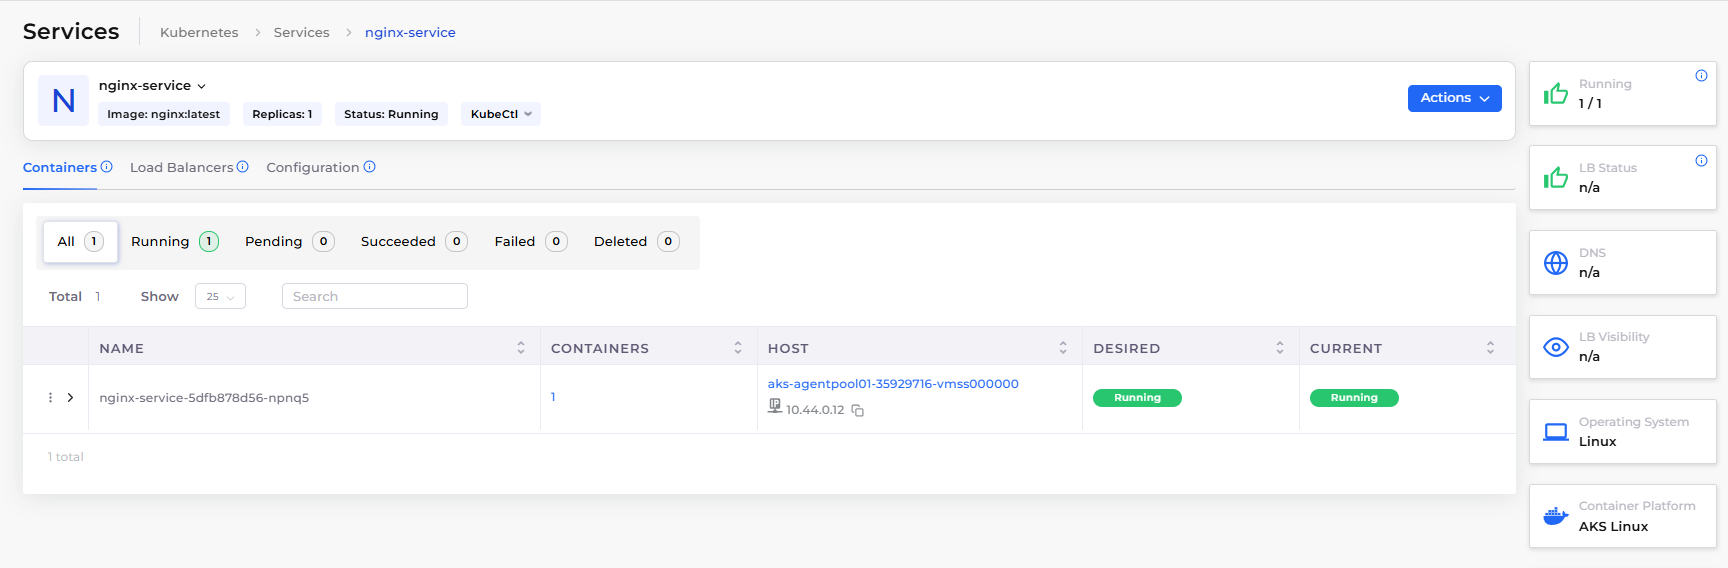 Services Kubernetes > Services > nginx-service
N
nginx-service
Image: nginx:latest Replicas: 1 Status: Running KubeCtl
Actions
Containers Load Balancers Configuration
All 1 Running 1 Pending 0 Succeeded 0 Failed 0 Deleted 0
Total 1 Show 25 Search
NAME CONTAINERS HOST DESIRED CURRENT
nginx-service-5dfb878d56-npnq5 1 aks-agentpool01-35929716-vmss000000 Running Running
10.44.0.12
1 total
Running
1 / 1
LB Status
n/a
DNS
n/a
LB Visibility
n/a
Operating System
Linux
Container Platform
AKS Linux